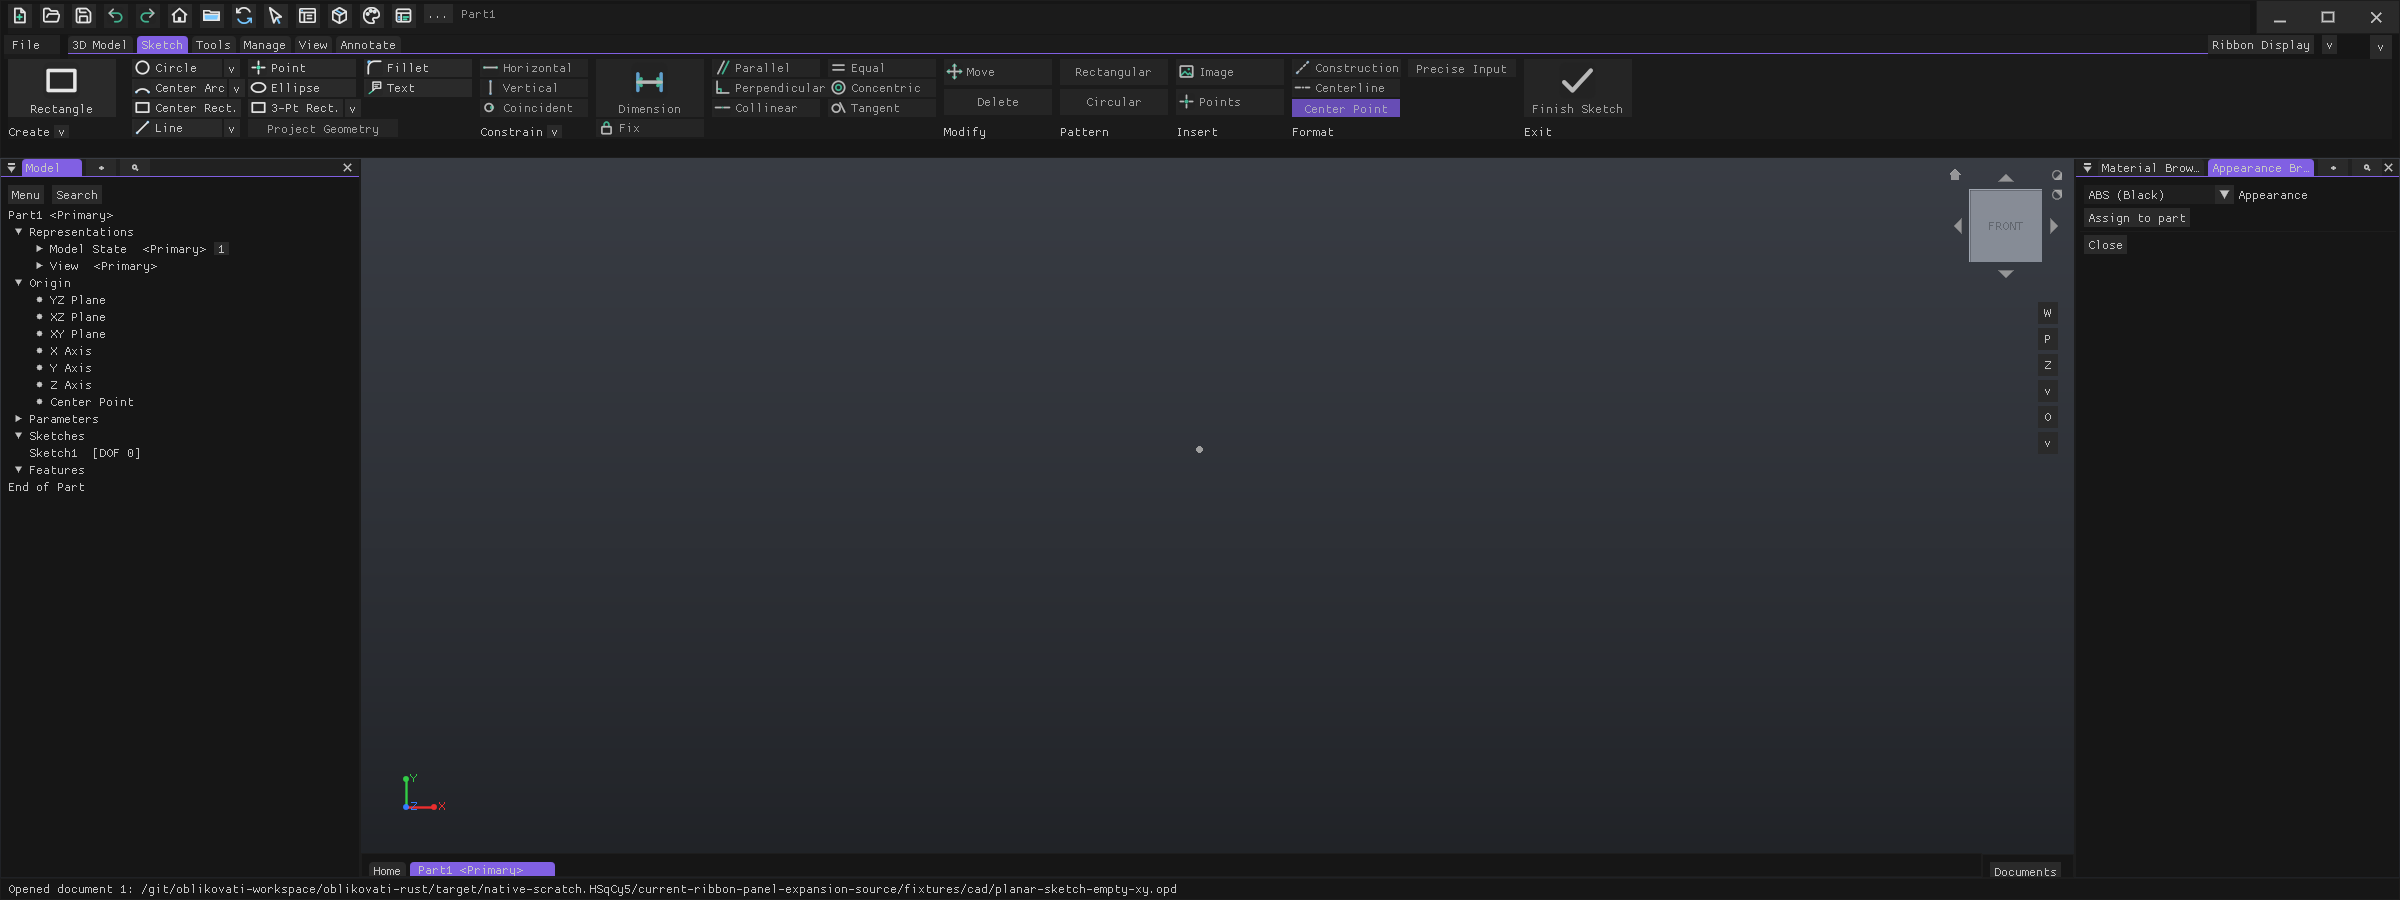 ... Part1
File 3D Model Sketch Tools Manage View Annotate Ribbon Display v v
Circle v Point Fillet Horizontal Parallel Equal Move Rectangular Image Construction Precise Input
Center Arc v Ellipse Text Vertical Perpendicular Concentric Centerline
Rectangle Center Rect. 3-Pt Rect. v Coincident Dimension Collinear Tangent Delete Circular Points Center Point Finish Sketch
Create v Line v Project Geometry Constrain v Fix Modify Pattern Insert Format Exit
Model
Menu Search
Part1 <Primary>
Representations
Model State <Primary> 1
View <Primary>
Origin
YZ Plane
XZ Plane
XY Plane
X Axis
Y Axis
Z Axis
Center Point
Parameters
Sketches
Sketch1 [DOF 0]
Features
End of Part
FRONT
W
P
Z
v
O
v
Y
Z X
Material Brow… Appearance Br…
ABS (Black) Appearance
Assign to part
Close
Home Part1 <Primary> Documents
Opened document 1: /git/oblikovati-workspace/oblikovati-rust/target/native-scratch.HSqCy5/current-ribbon-panel-expansion-source/fixtures/cad/planar-sketch-empty-xy.opd